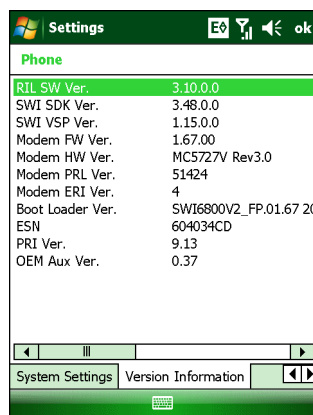 Settings ok
Phone
RIL SW Ver. 3.10.0.0
SWI SDK Ver. 3.48.0.0
SWI VSP Ver. 1.15.0.0
Modem FW Ver. 1.67.00
Modem HW Ver. MC5727V Rev3.0
Modem PRL Ver. 51424
Modem ERI Ver. 4
Boot Loader Ver. SWI6800V2_FP.01.67 20
ESN 604034CD
PRI Ver. 9.13
OEM Aux Ver. 0.37
System Settings Version Information